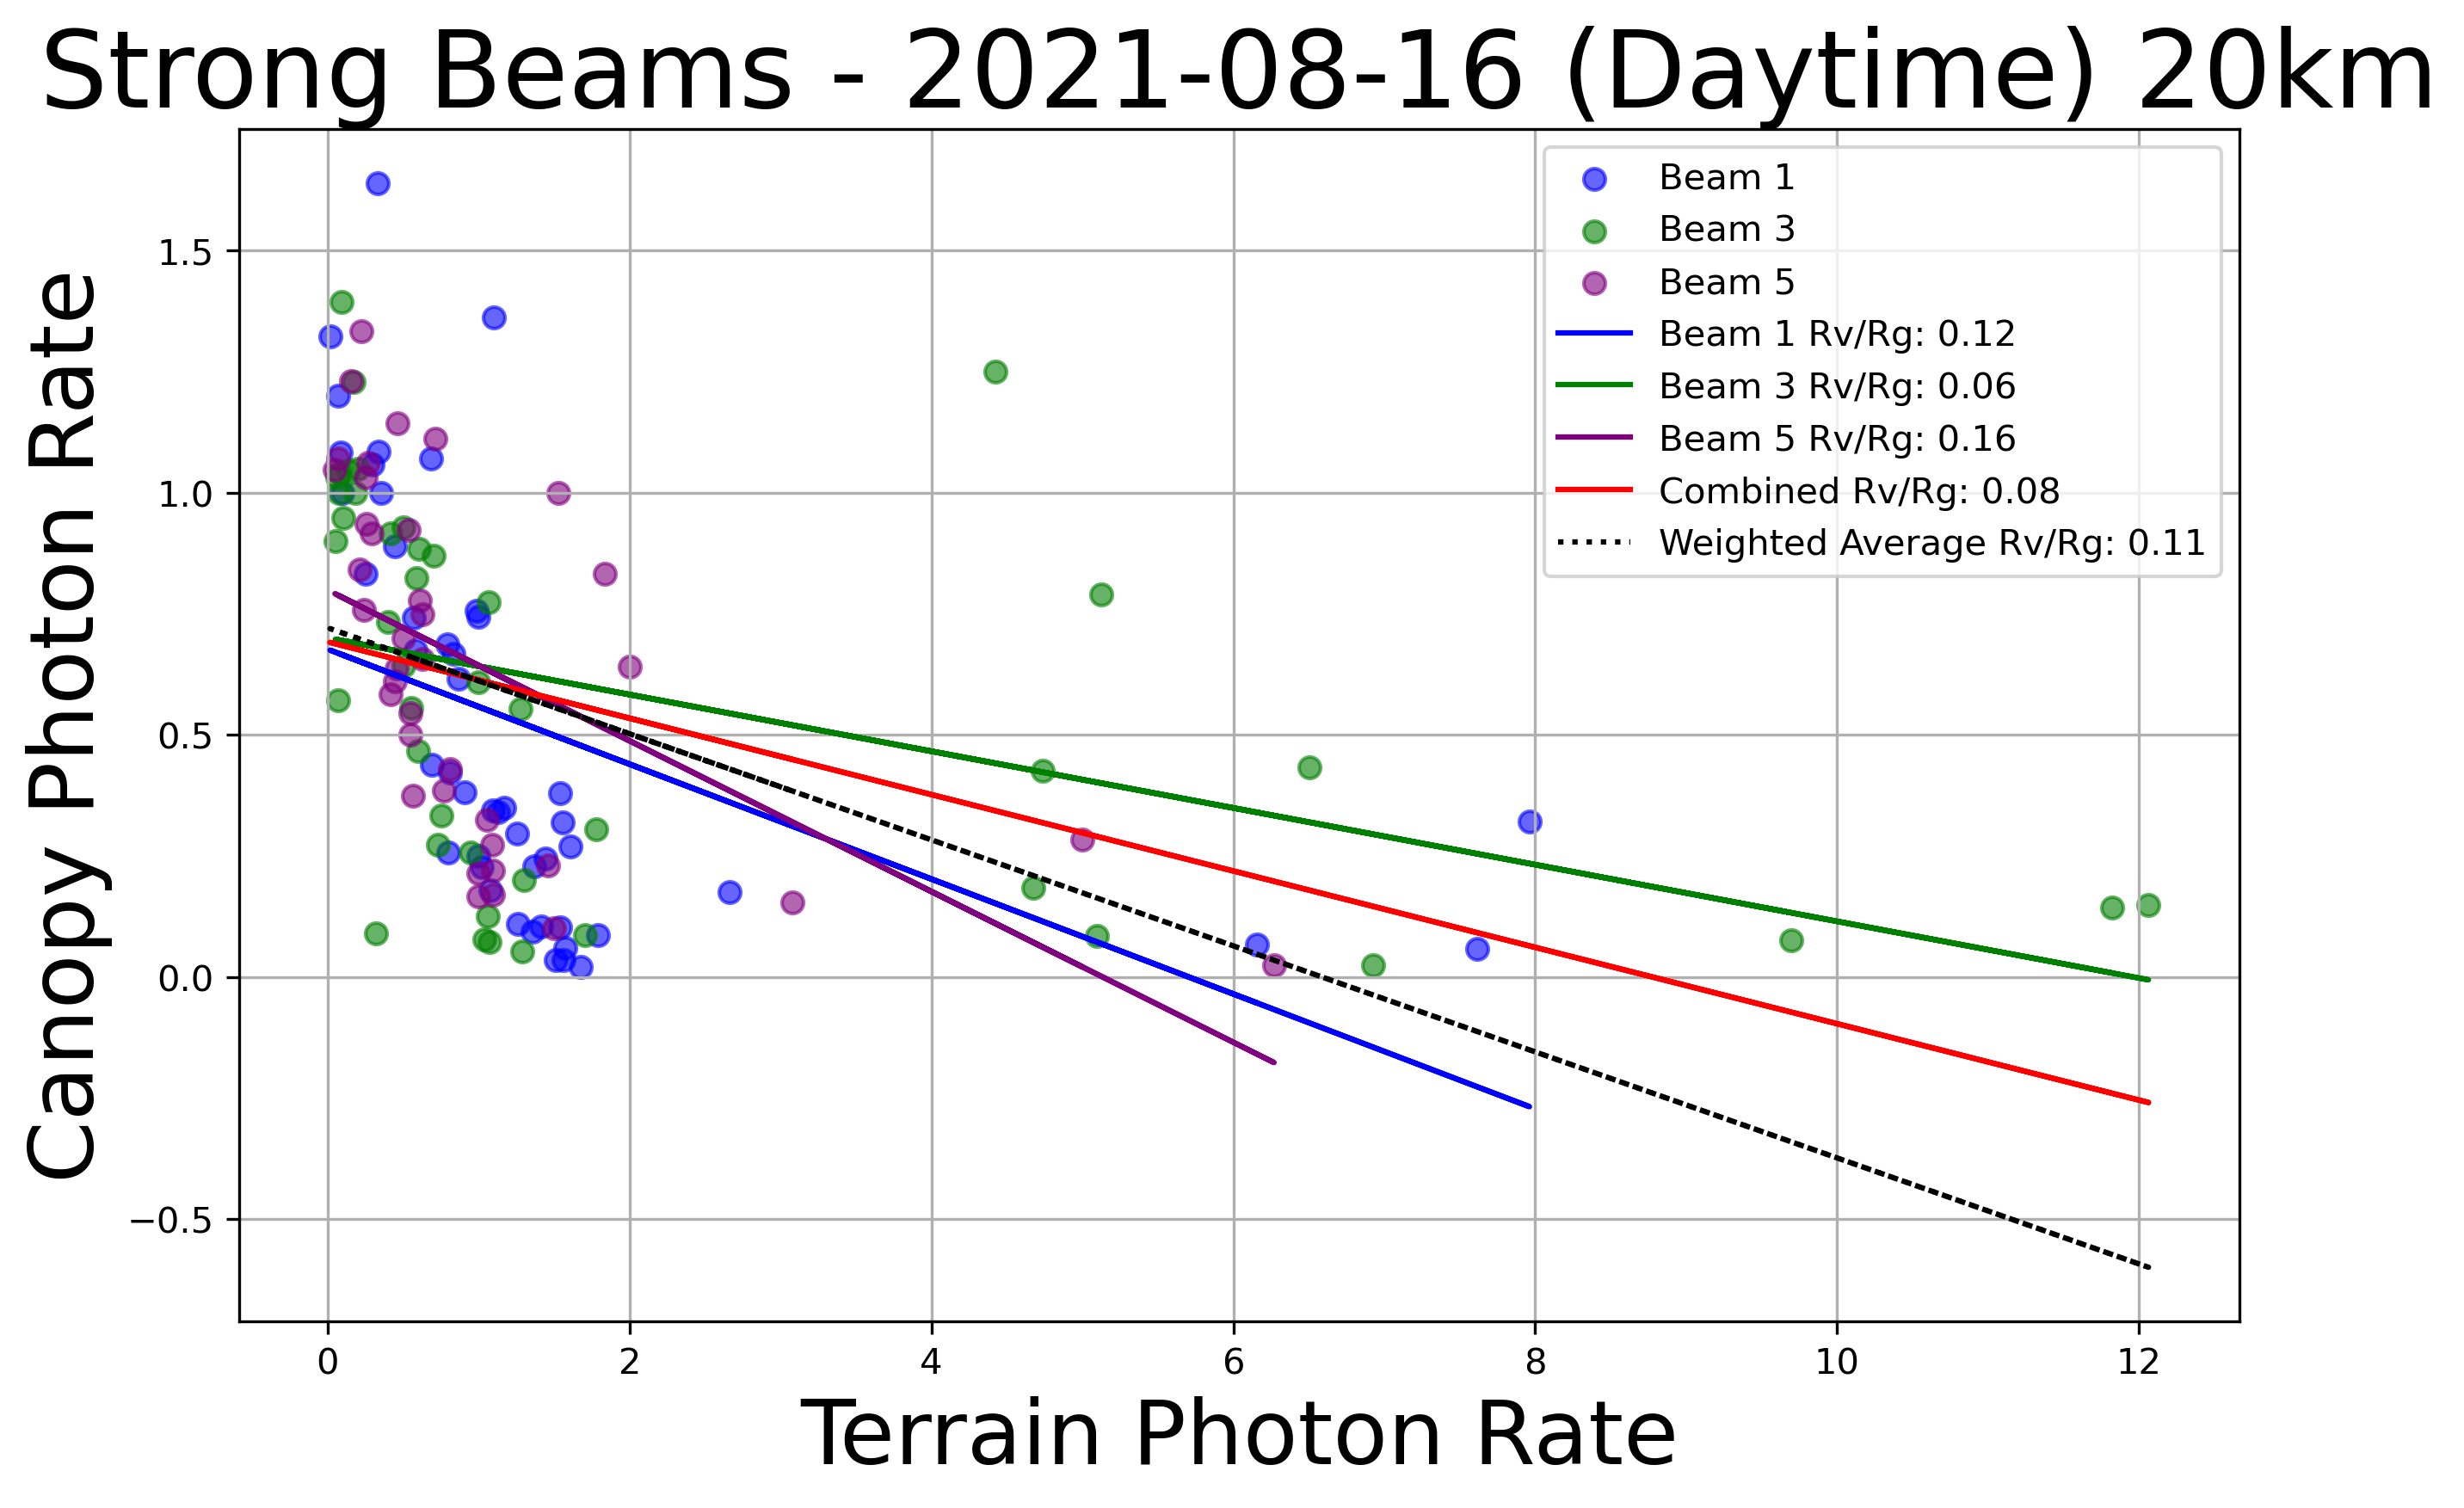 Strong Beams - 2021-08-16 (Daytime) 20km
Canopy Photon Rate
1.5
1.0
0.5
0.0
−0.5
Beam 1
Beam 3
Beam 5
Beam 1 Rv/Rg: 0.12
Beam 3 Rv/Rg: 0.06
Beam 5 Rv/Rg: 0.16
Combined Rv/Rg: 0.08
Weighted Average Rv/Rg: 0.11
0 2 4 6 8 10 12
Terrain Photon Rate